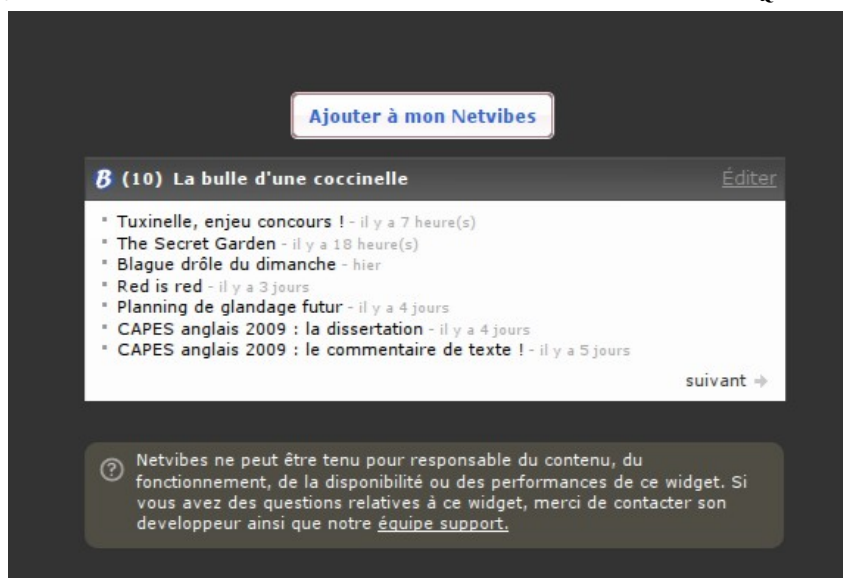 Ajouter à mon Netvibes
B (10) La bulle d'une coccinelle Éditer
Tuxinelle, enjeu concours ! - il y a 7 heure(s)
The Secret Garden - il y a 18 heure(s)
Blague drôle du dimanche - hier
Red is red - il y a 3 jours
Planning de glandage futur - il y a 4 jours
CAPES anglais 2009 : la dissertation - il y a 4 jours
CAPES anglais 2009 : le commentaire de texte ! - il y a 5 jours
suivant
Netvibes ne peut être tenu pour responsable du contenu, du
fonctionnement, de la disponibilité ou des performances de ce widget. Si
vous avez des questions relatives à ce widget, merci de contacter son
developpeur ainsi que notre équipe support.